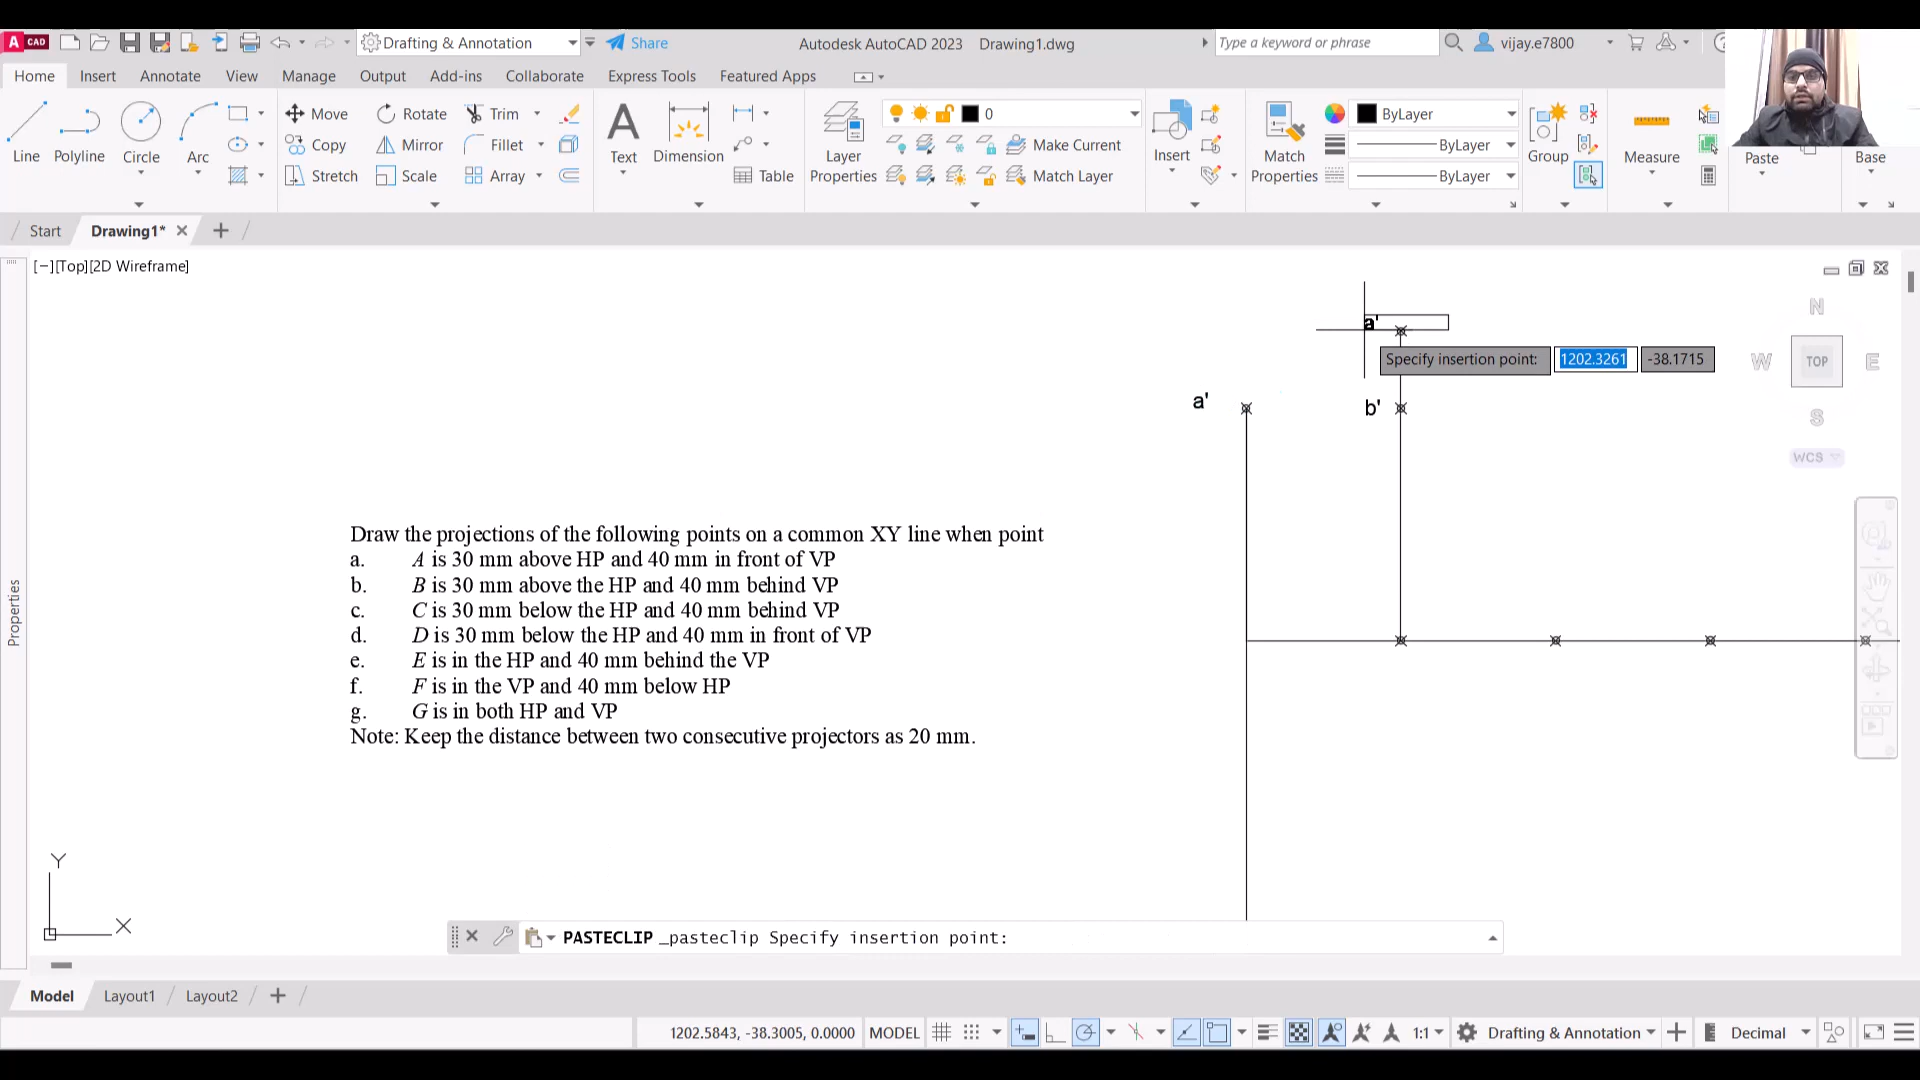 A CAD
Drafting & Annotation
Share
Autodesk AutoCAD 2023 Drawing1.dwg
Type a keyword or phrase
vijay.e7800
Home Insert Annotate View Manage Output Add-ins Collaborate Express Tools Featured Apps
Line Polyline Circle Arc
Move Rotate Trim
Copy Mirror Fillet
Stretch Scale Array
Text Dimension Table
Layer Properties
0
Make Current
Match Layer
Insert
Match Properties
ByLayer
ByLayer
ByLayer
Group
Measure
Paste
Base
Start Drawing1*
[−][Top][2D Wireframe]
N
W TOP E
S
WCS
a'
Specify insertion point: 1202.3261 -38.1715
a'
b'
Properties
Draw the projections of the following points on a common XY line when point
a. A is 30 mm above HP and 40 mm in front of VP
b. B is 30 mm above the HP and 40 mm behind VP
c. C is 30 mm below the HP and 40 mm behind VP
d. D is 30 mm below the HP and 40 mm in front of VP
e. E is in the HP and 40 mm behind the VP
f. F is in the VP and 40 mm below HP
g. G is in both HP and VP
Note: Keep the distance between two consecutive projectors as 20 mm.
Y
X
PASTECLIP _pasteclip Specify insertion point:
Model Layout1 Layout2
1202.5843, -38.3005, 0.0000 MODEL
1:1
Drafting & Annotation
Decimal